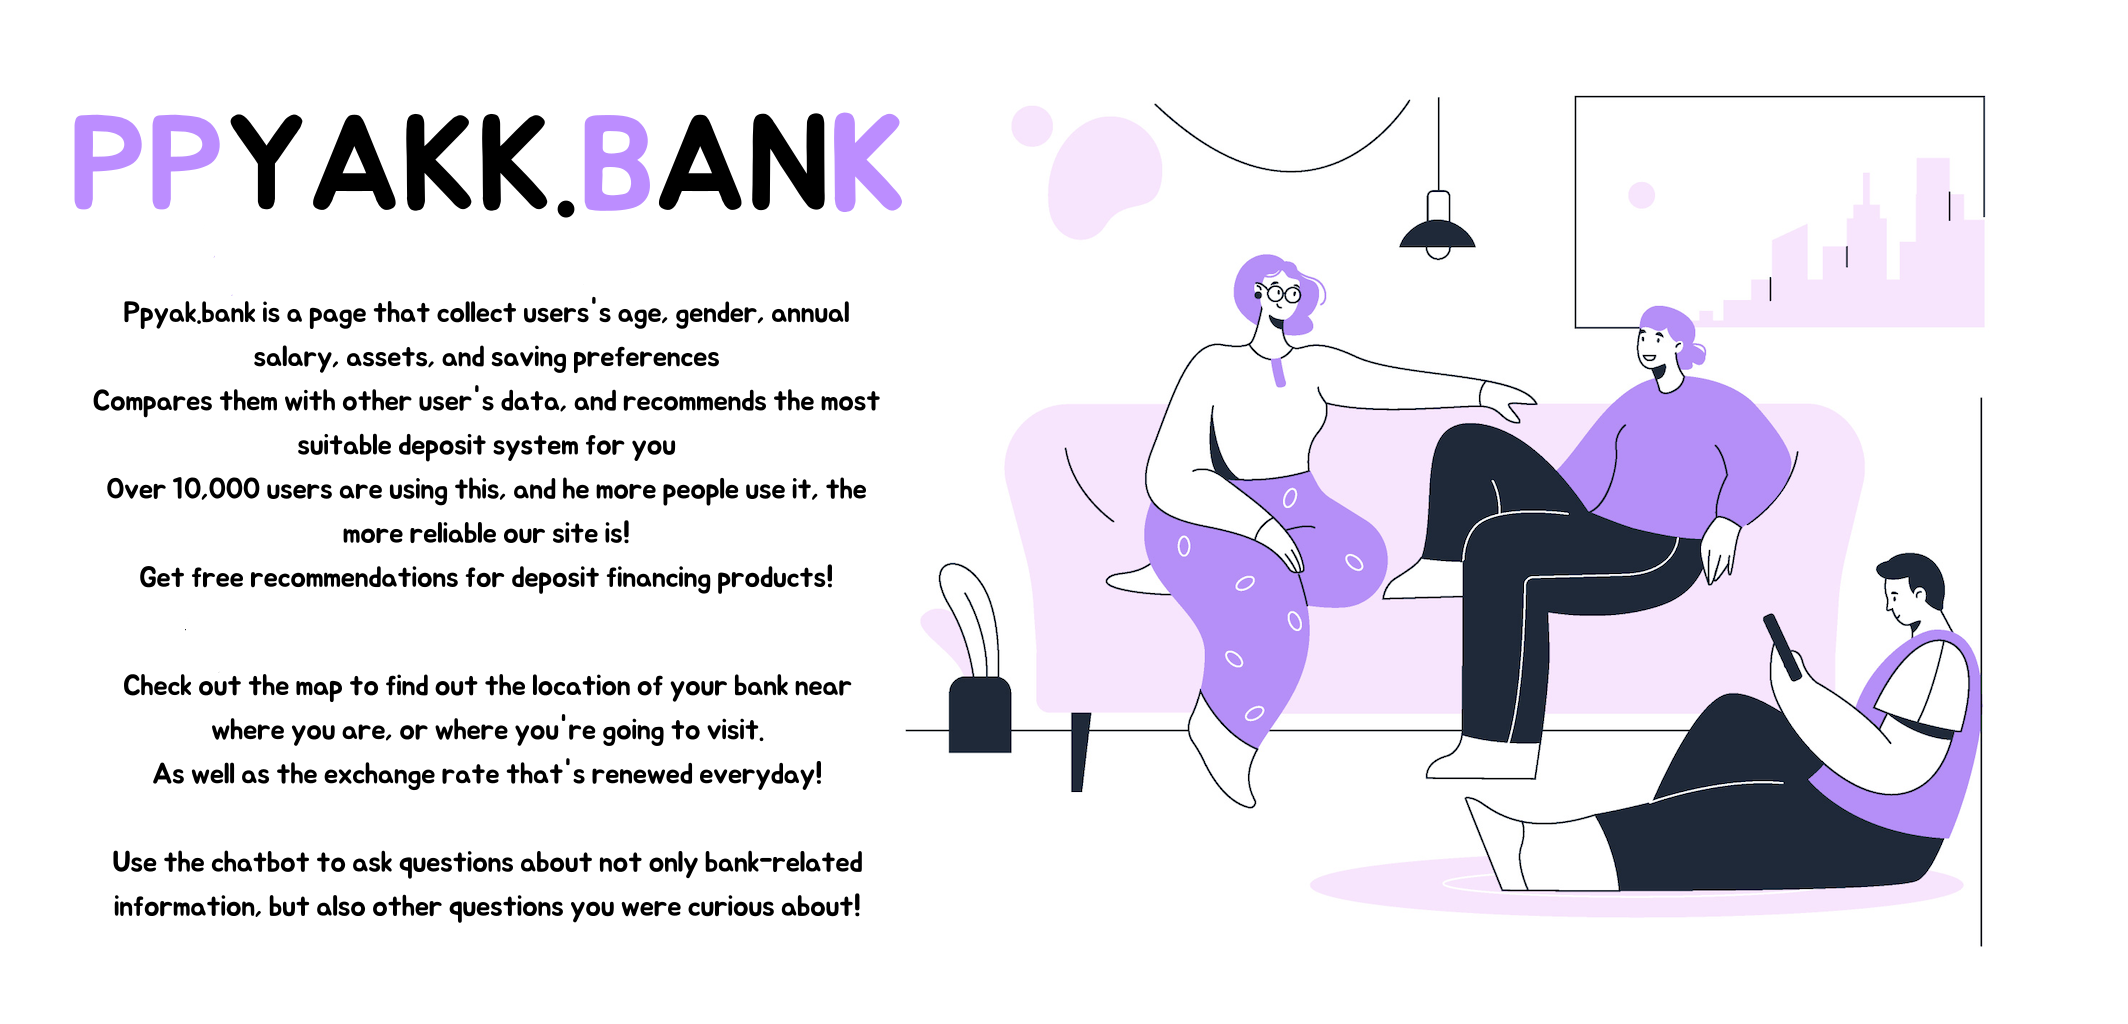 PPYAKK.BANK
Ppyak.bank is a page that collect users's age, gender, annual
salary, assets, and saving preferences
Compares them with other user's data, and recommends the most
suitable deposit system for you
Over 10,000 users are using this, and he more people use it, the
more reliable our site is!
Get free recommendations for deposit financing products!
Check out the map to find out the location of your bank near
where you are, or where you're going to visit.
As well as the exchange rate that's renewed everyday!
Use the chatbot to ask questions about not only bank-related
information, but also other questions you were curious about!